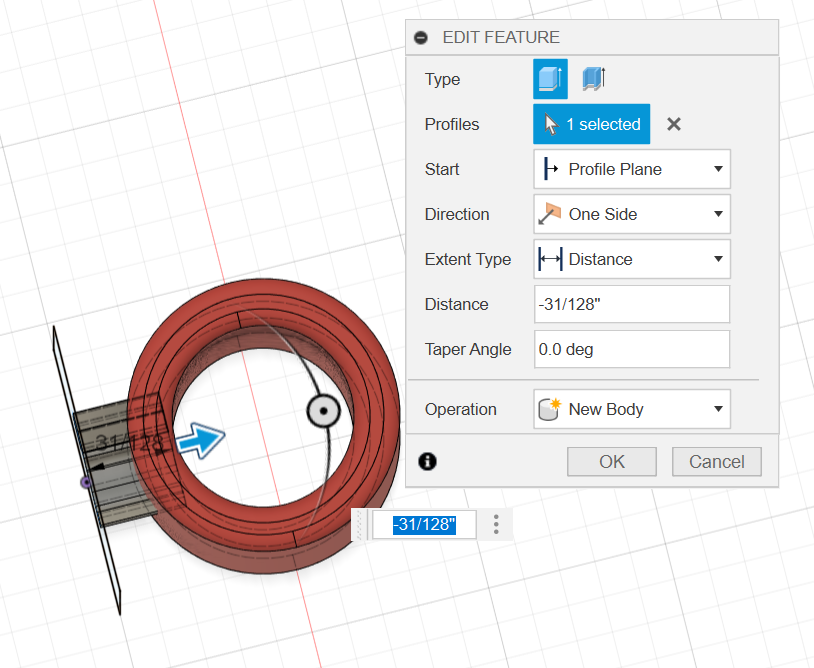 EDIT FEATURE
Type
Profiles 1 selected
Start Profile Plane
Direction One Side
Extent Type Distance
Distance -31/128"
Taper Angle 0.0 deg
Operation New Body
OK Cancel
-31/128
-31/128"